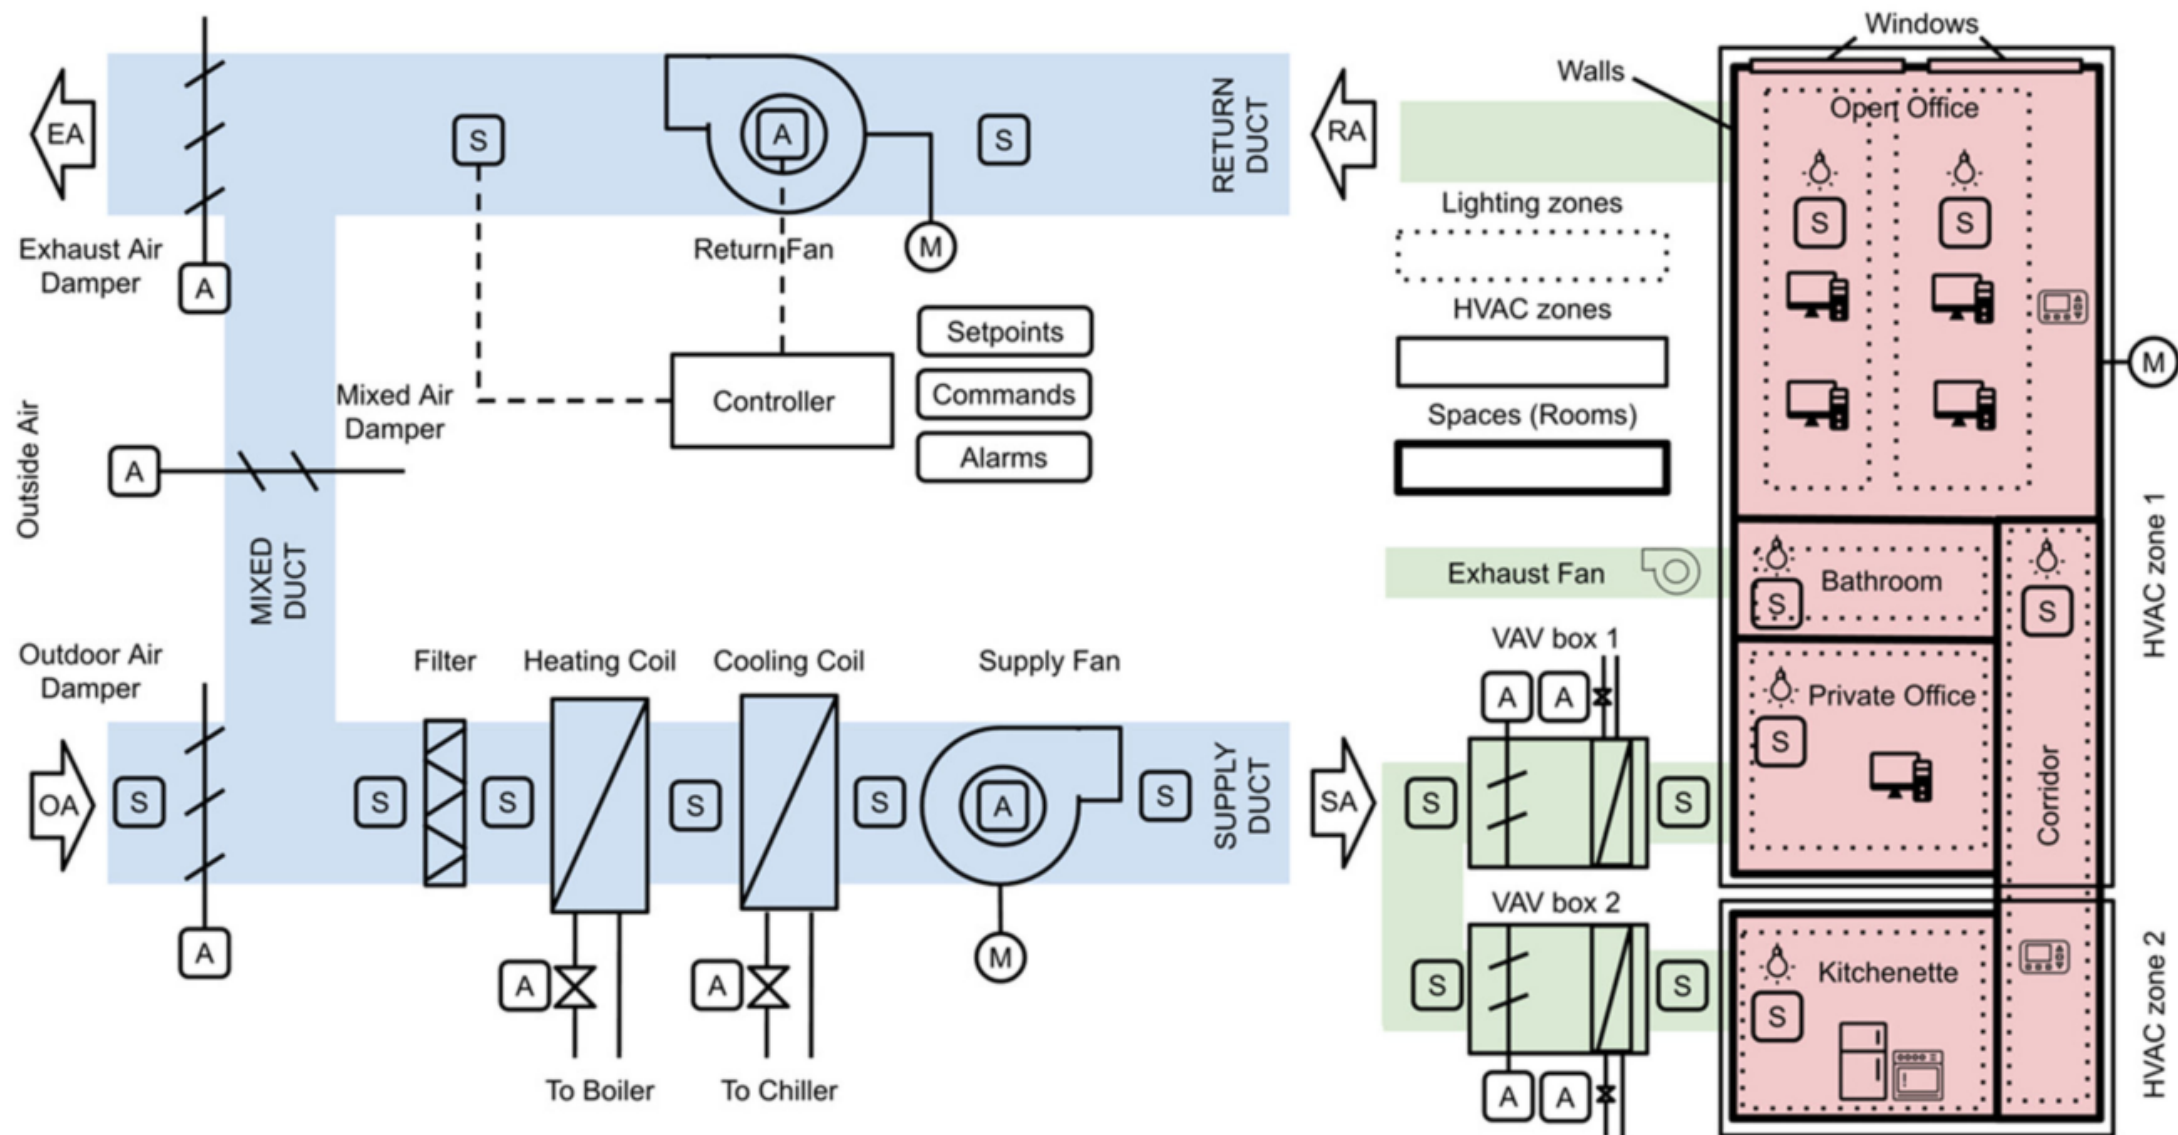 Windows
Walls
EA
S
A
S
RETURN
DUCT
RA
Open Office
Lighting zones
S
S
Exhaust Air
Damper
A
Return Fan
M
HVAC zones
Setpoints
Commands
Alarms
Controller
Mixed Air
Damper
Spaces (Rooms)
M
Outside Air
A
MIXED
DUCT
HVAC zone 1
Exhaust Fan
Bathroom
S
S
VAV box 1
A
A
Private Office
S
Corridor
Outdoor Air
Damper
Filter
Heating Coil
Cooling Coil
Supply Fan
OA
S
S
S
S
S
A
S
SUPPLY
DUCT
SA
S
S
VAV box 2
S
S
A
A
Kitchenette
S
HVAC zone 2
A
A
A
M
To Boiler
To Chiller